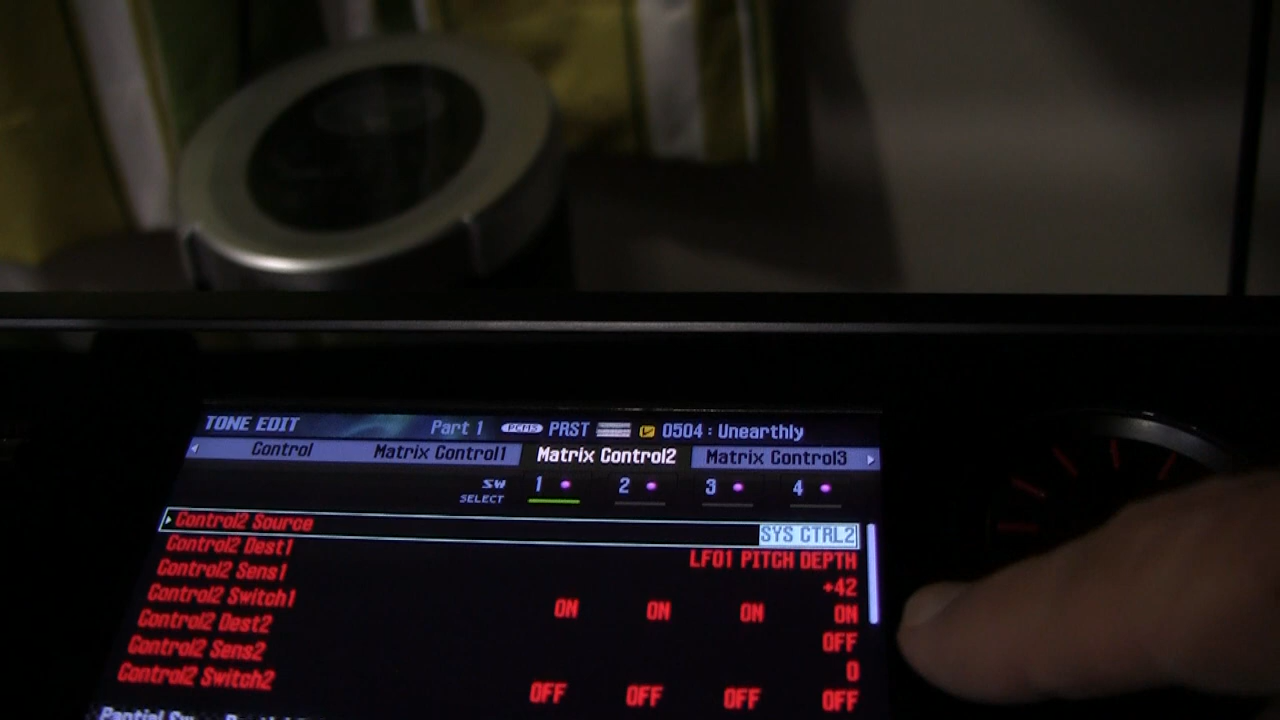 TONE EDIT Part 1 PCMS PRST 0504 : Unearthly
Control Matrix Control1 Matrix Control2 Matrix Control3
SW 1 2 3 4
SELECT
Control2 Source SYS CTRL2
Control2 Dest1 LFO1 PITCH DEPTH
Control2 Sens1 +42
Control2 Switch1 ON ON ON ON
Control2 Dest2 OFF
Control2 Sens2 0
Control2 Switch2 OFF OFF OFF OFF